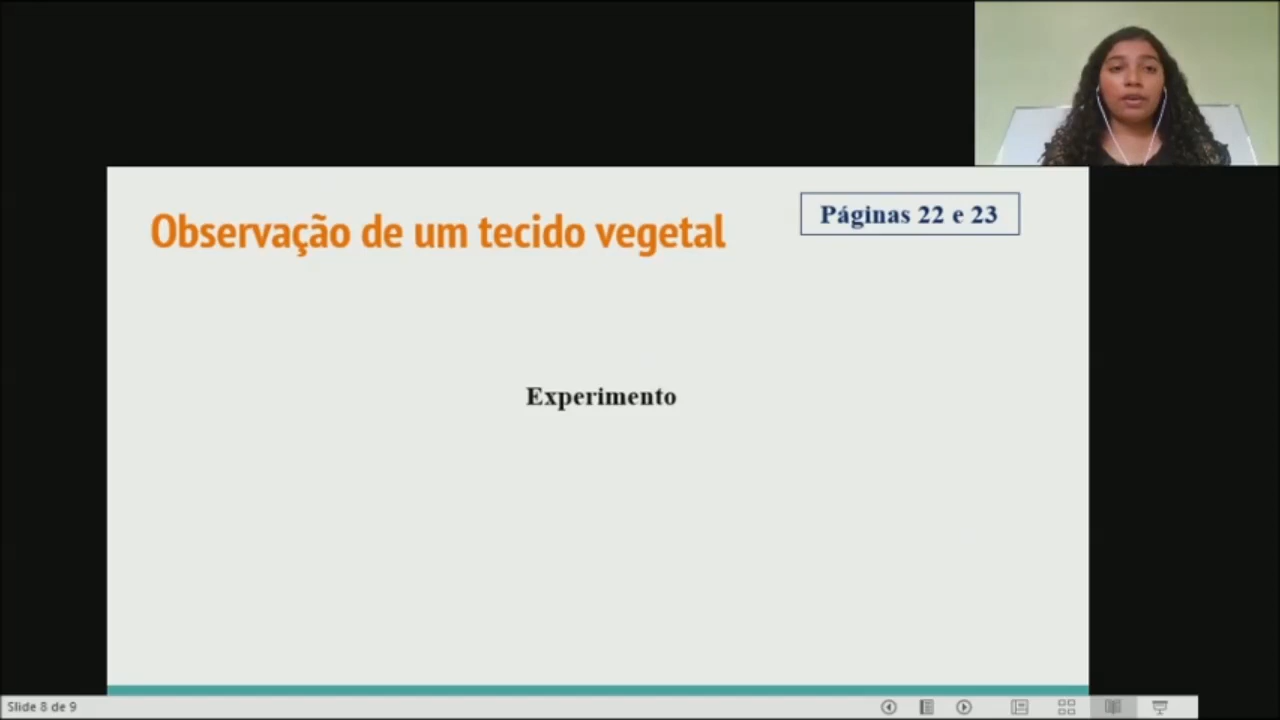 Observação de um tecido vegetal
Páginas 22 e 23
Experimento
Slide 8 de 9